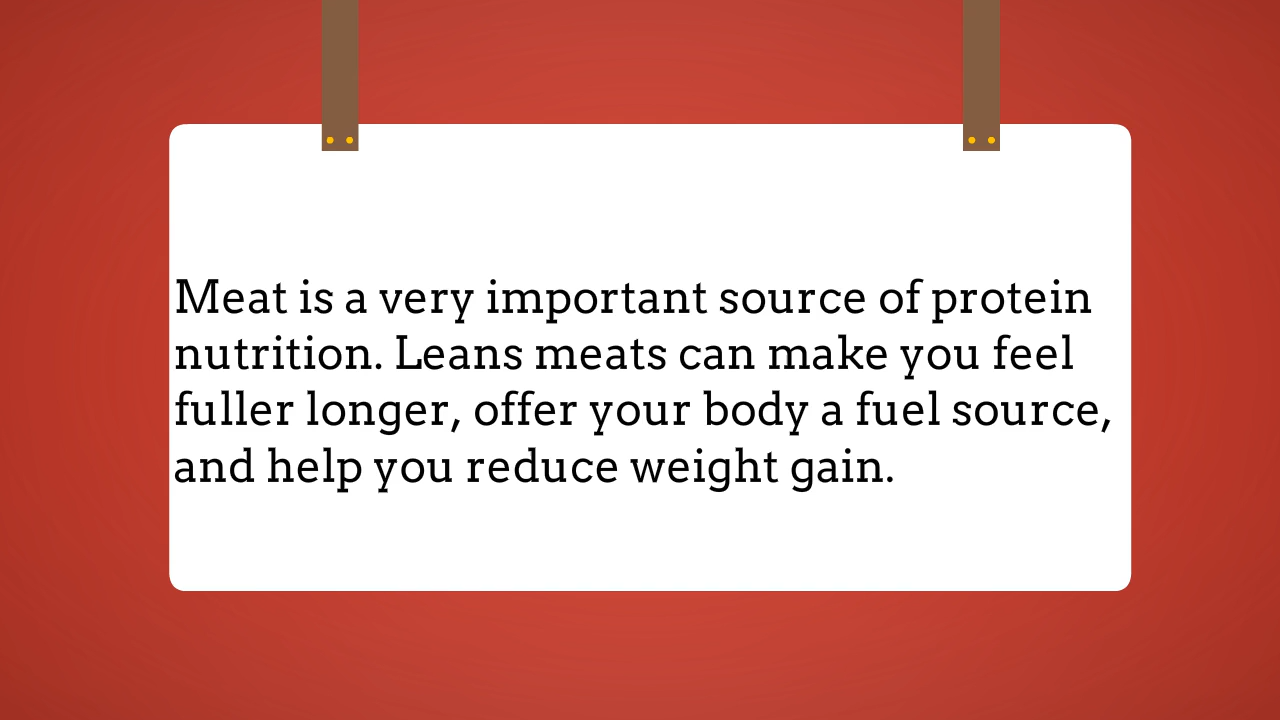 Meat is a very important source of protein
nutrition. Leans meats can make you feel
fuller longer, offer your body a fuel source,
and help you reduce weight gain.